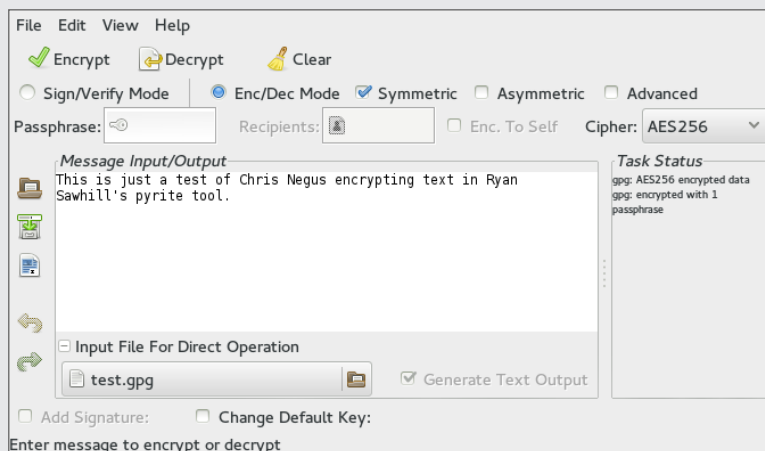 File Edit View Help
Encrypt Decrypt Clear
Sign/Verify Mode Enc/Dec Mode Symmetric Asymmetric Advanced
Passphrase: Recipients: Enc. To Self Cipher: AES256
Message Input/Output Task Status
This is just a test of Chris Negus encrypting text in Ryan
Sawhill's pyrite tool.
gpg: AES256 encrypted data
gpg: encrypted with 1
passphrase
Input File For Direct Operation
test.gpg Generate Text Output
Add Signature: Change Default Key:
Enter message to encrypt or decrypt